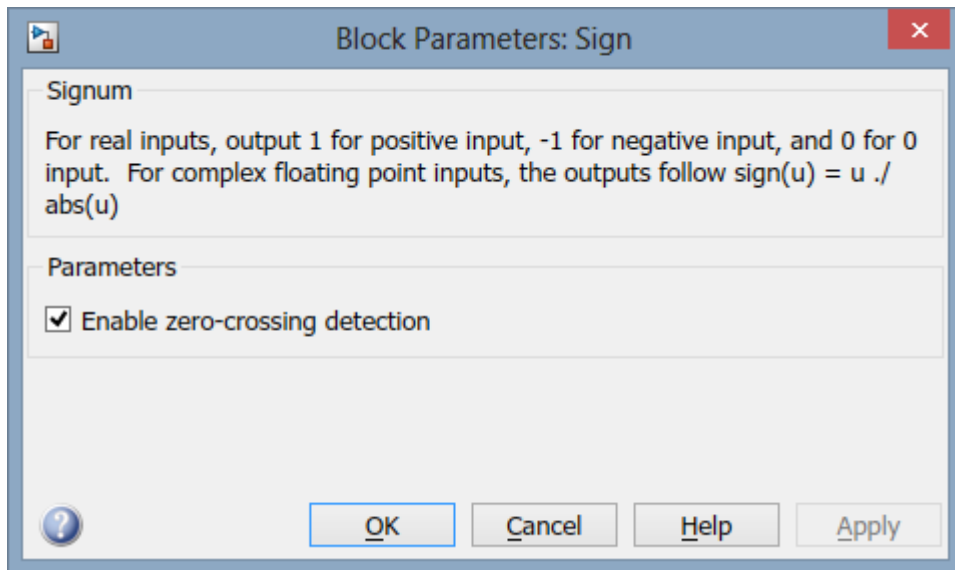 Block Parameters: Sign
Signum
For real inputs, output 1 for positive input, -1 for negative input, and 0 for 0
input.  For complex floating point inputs, the outputs follow sign(u) = u ./
abs(u)
Parameters
Enable zero-crossing detection
OK Cancel Help Apply